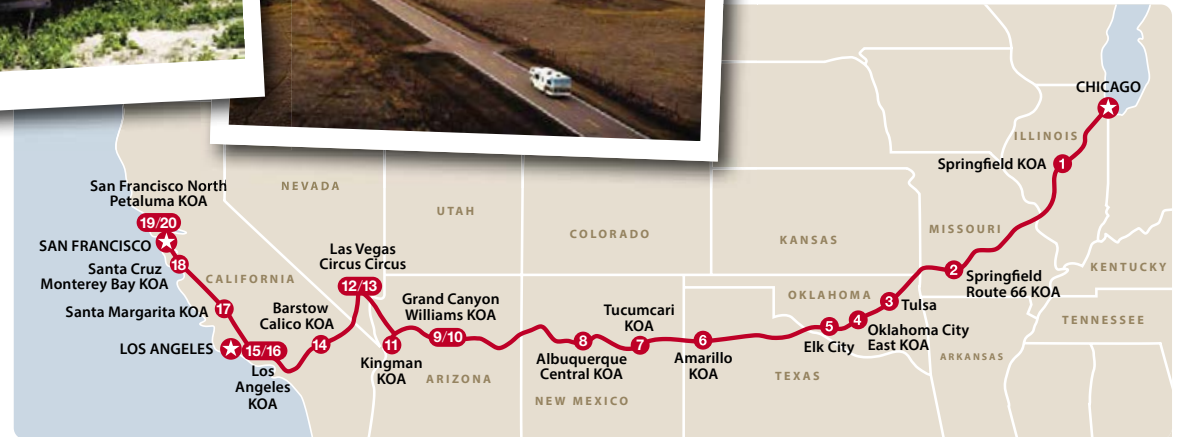 CHICAGO
ILLINOIS
Springfield KOA
1
San Francisco North
Petaluma KOA
NEVADA
UTAH
COLORADO
KANSAS
MISSOURI
KENTUCKY
19/20
SAN FRANCISCO
18
Santa Cruz
Monterey Bay KOA
CALIFORNIA
Las Vegas
Circus Circus
12/13
2
Springfield
Route 66 KOA
Santa Margarita KOA
17
Barstow
Calico KOA
Grand Canyon
Williams KOA
9/10
Tucumcari
KOA
OKLAHOMA
3
Tulsa
TENNESSEE
LOS ANGELES
15/16
Los
Angeles
KOA
14
11
Kingman
KOA
ARIZONA
8
Albuquerque
Central KOA
7
NEW MEXICO
6
Amarillo
KOA
TEXAS
5
Elk City
4
Oklahoma City
East KOA
ARKANSAS